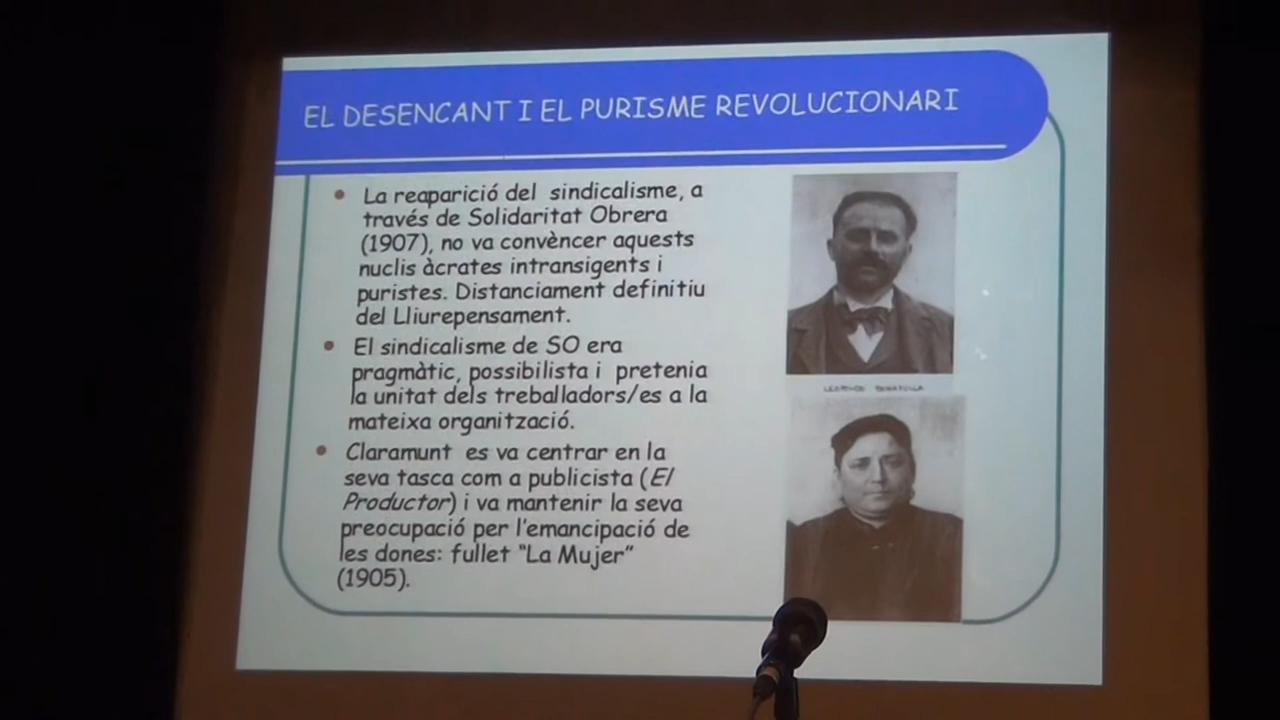 EL DESENCANT I EL PURISME REVOLUCIONARI
La reaparició del sindicalisme, a
través de Solidaritat Obrera
(1907), no va convèncer aquests
nuclis àcrates intransigents i
puristes. Distanciament definitiu
del Lliurepensament.
El sindicalisme de SO era
pragmàtic, possibilista i pretenia
la unitat dels treballadors/es a la
mateixa organització.
Claramunt es va centrar en la
seva tasca com a publicista (El
Productor) i va mantenir la seva
preocupació per l'emancipació de
les dones: fullet "La Mujer"
(1905).